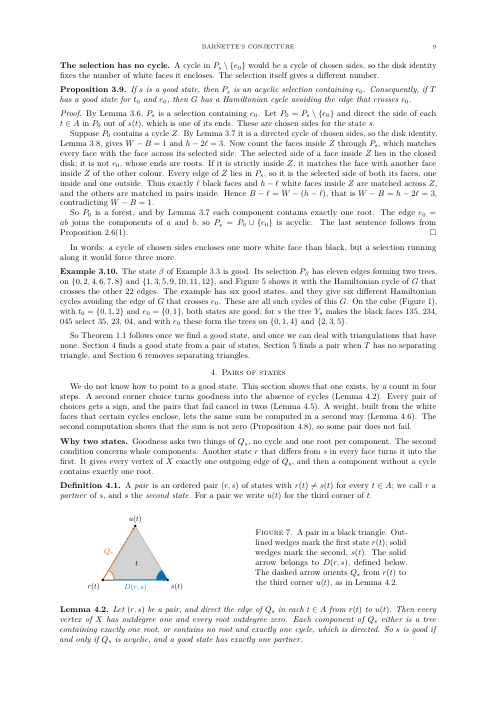 BARNETTE'S CONJECTURE 9
The selection has no cycle. A cycle in P_s \ {e_0} would be a cycle of chosen sides, so the disk identity
fixes the number of white faces it encloses. The selection itself gives a different number.
Proposition 3.9. If s is a good state, then P_s is an acyclic selection containing e_0. Consequently, if T
has a good state for t_0 and e_0, then G has a Hamiltonian cycle avoiding the edge that crosses e_0.
Proof. By Lemma 3.6, P_s is a selection containing e_0. Let P_0 = P_s \ {e_0} and direct the side of each
t ∈ A in P_0 out of s(t), which is one of its ends. These are chosen sides for the state s.
Suppose P_0 contains a cycle Z. By Lemma 3.7 it is a directed cycle of chosen sides, so the disk identity,
Lemma 3.8, gives W − B = 1 and h − 2ℓ = 3. Now count the faces inside Z through P_s, which matches
every face with the face across its selected side. The selected side of a face inside Z lies in the closed
disk; it is not e_0, whose ends are roots. If it is strictly inside Z, it matches the face with another face
inside Z of the other colour. Every edge of Z lies in P_s, so it is the selected side of both its faces, one
inside and one outside. Thus exactly ℓ black faces and h − ℓ white faces inside Z are matched across Z,
and the others are matched in pairs inside. Hence B − ℓ = W − (h − ℓ), that is W − B = h − 2ℓ = 3,
contradicting W − B = 1.
So P_0 is a forest, and by Lemma 3.7 each component contains exactly one root. The edge e_0 =
ab joins the components of a and b, so P_s = P_0 ∪ {e_0} is acyclic. The last sentence follows from
Proposition 2.6(1). □
In words: a cycle of chosen sides encloses one more white face than black, but a selection running
along it would force three more.
Example 3.10. The state β of Example 3.3 is good. Its selection P_β has eleven edges forming two trees,
on {0, 2, 4, 6, 7, 8} and {1, 3, 5, 9, 10, 11, 12}, and Figure 5 shows it with the Hamiltonian cycle of G that
crosses the other 22 edges. The example has six good states, and they give six different Hamiltonian
cycles avoiding the edge of G that crosses e_0. These are all such cycles of this G. On the cube (Figure 1),
with t_0 = {0, 1, 2} and e_0 = {0, 1}, both states are good; for s the tree Y_s makes the black faces 135, 234,
045 select 35, 23, 04, and with e_0 these form the trees on {0, 1, 4} and {2, 3, 5}.
So Theorem 1.1 follows once we find a good state, and once we can deal with triangulations that have
none. Section 4 finds a good state from a pair of states, Section 5 finds a pair when T has no separating
triangle, and Section 6 removes separating triangles.
4. PAIRS OF STATES
We do not know how to point to a good state. This section shows that one exists, by a count in four
steps. A second corner choice turns goodness into the absence of cycles (Lemma 4.2). Every pair of
choices gets a sign, and the pairs that fail cancel in twos (Lemma 4.5). A weight, built from the white
faces that certain cycles enclose, lets the same sum be computed in a second way (Lemma 4.6). The
second computation shows that the sum is not zero (Proposition 4.8), so some pair does not fail.
Why two states. Goodness asks two things of Q_s, no cycle and one root per component. The second
condition concerns whole components. Another state r that differs from s in every face turns it into the
first. It gives every vertex of X exactly one outgoing edge of Q_s, and then a component without a cycle
contains exactly one root.
Definition 4.1. A pair is an ordered pair (r, s) of states with r(t) ≠ s(t) for every t ∈ A; we call r a
partner of s, and s the second state. For a pair we write u(t) for the third corner of t.
u(t)
Q_s
t
r(t)
D(r, s)
s(t)
FIGURE 7. A pair in a black triangle. Out-
lined wedges mark the first state r(t); solid
wedges mark the second, s(t). The solid
arrow belongs to D(r, s), defined below.
The dashed arrow orients Q_s from r(t) to
the third corner u(t), as in Lemma 4.2.
Lemma 4.2. Let (r, s) be a pair, and direct the edge of Q_s in each t ∈ A from r(t) to u(t). Then every
vertex of X has outdegree one and every root outdegree zero. Each component of Q_s either is a tree
containing exactly one root, or contains no root and exactly one cycle, which is directed. So s is good if
and only if Q_s is acyclic, and a good state has exactly one partner.